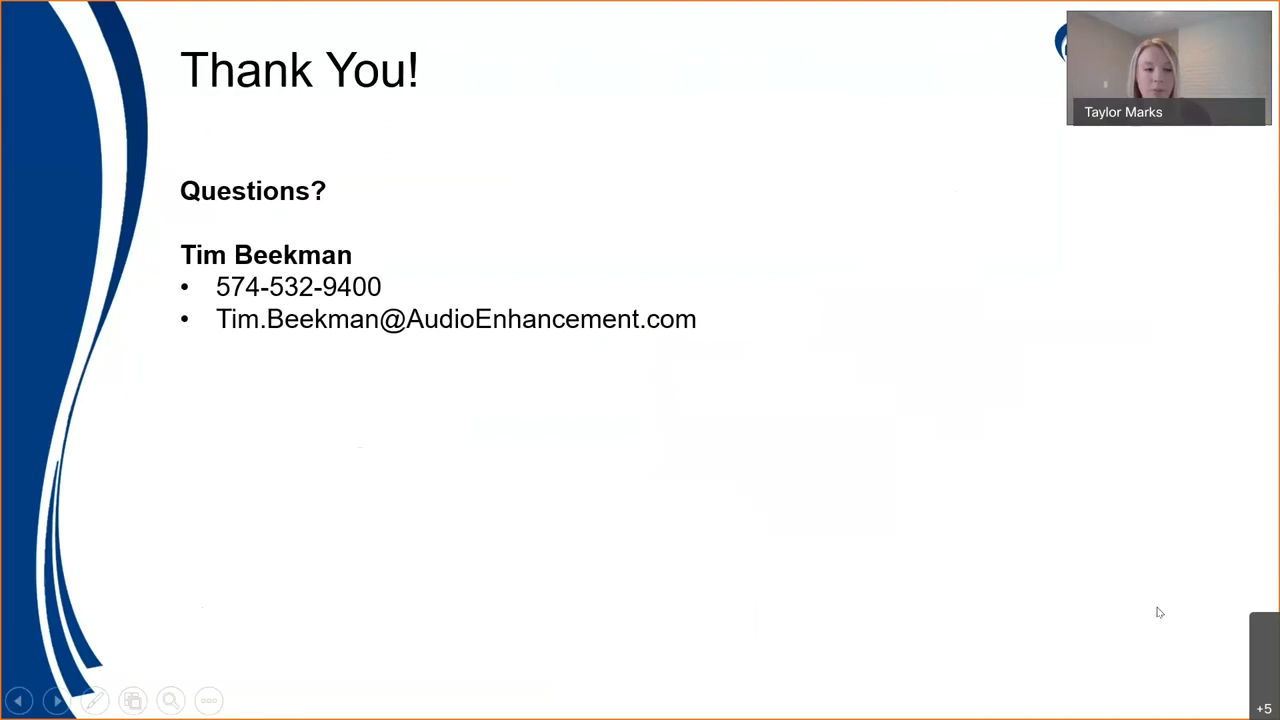 Thank You!
Taylor Marks
Questions?
Tim Beekman
• 574-532-9400
• Tim.Beekman@AudioEnhancement.com
+5